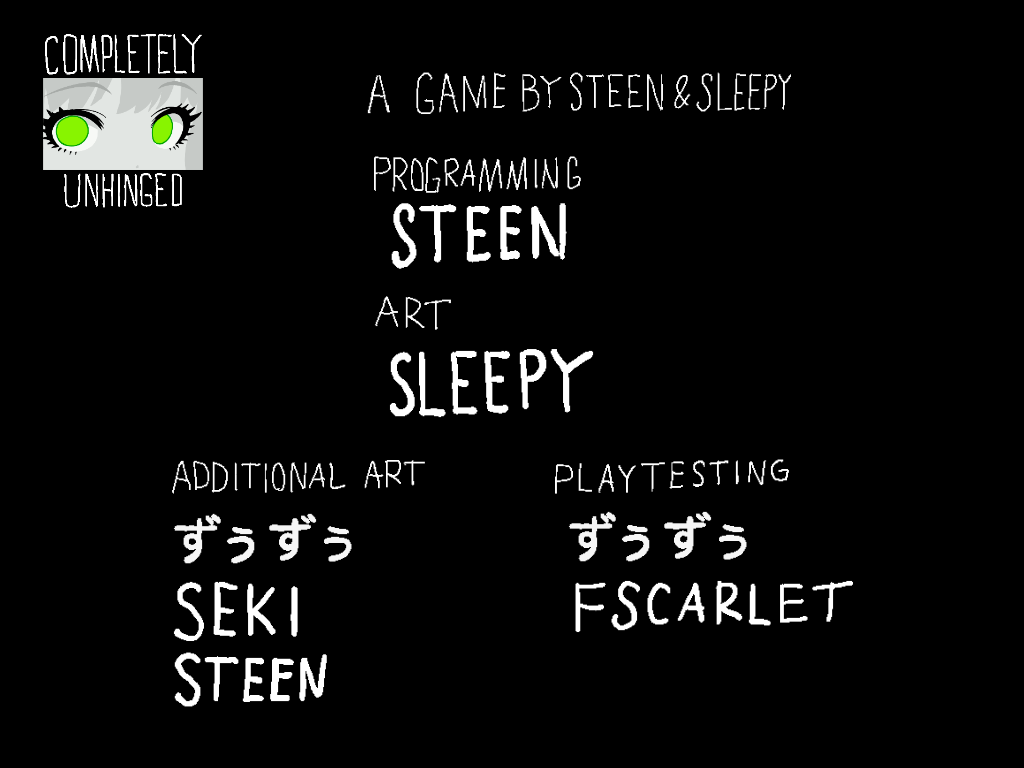 COMPLETELY
UNHINGED
A GAME BY STEEN & SLEEPY
PROGRAMMING
STEEN
ART
SLEEPY
ADDITIONAL ART
ずぅずぅ
SEKI
STEEN
PLAYTESTING
ずぅずぅ
FSCARLET